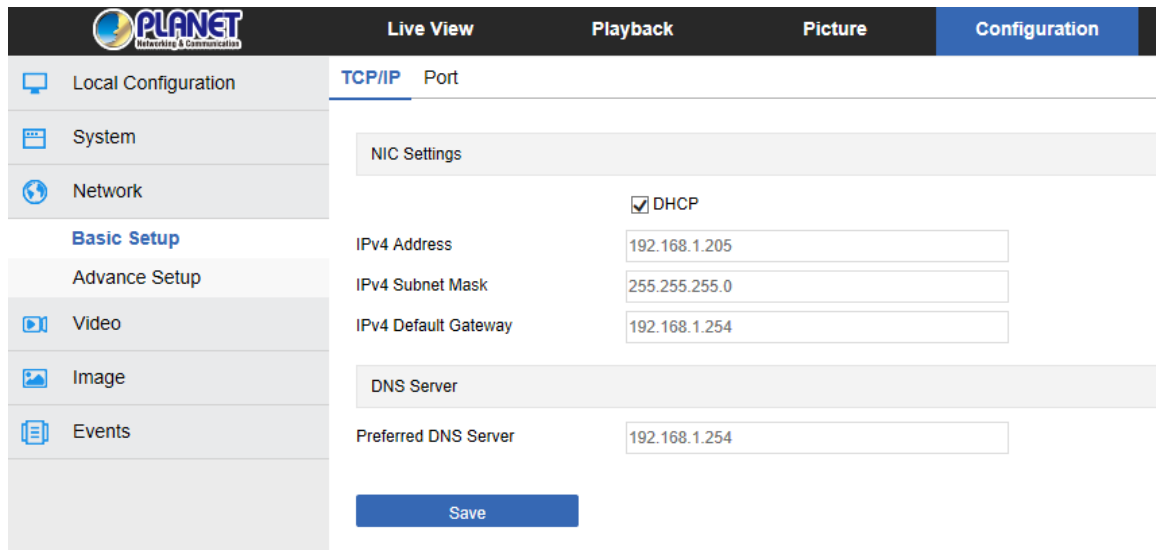 PLANET
Networking & Communication
Live View Playback Picture Configuration
Local Configuration
System
Network
Basic Setup
Advance Setup
Video
Image
Events
TCP/IP Port
NIC Settings
DHCP
IPv4 Address 192.168.1.205
IPv4 Subnet Mask 255.255.255.0
IPv4 Default Gateway 192.168.1.254
DNS Server
Preferred DNS Server 192.168.1.254
Save